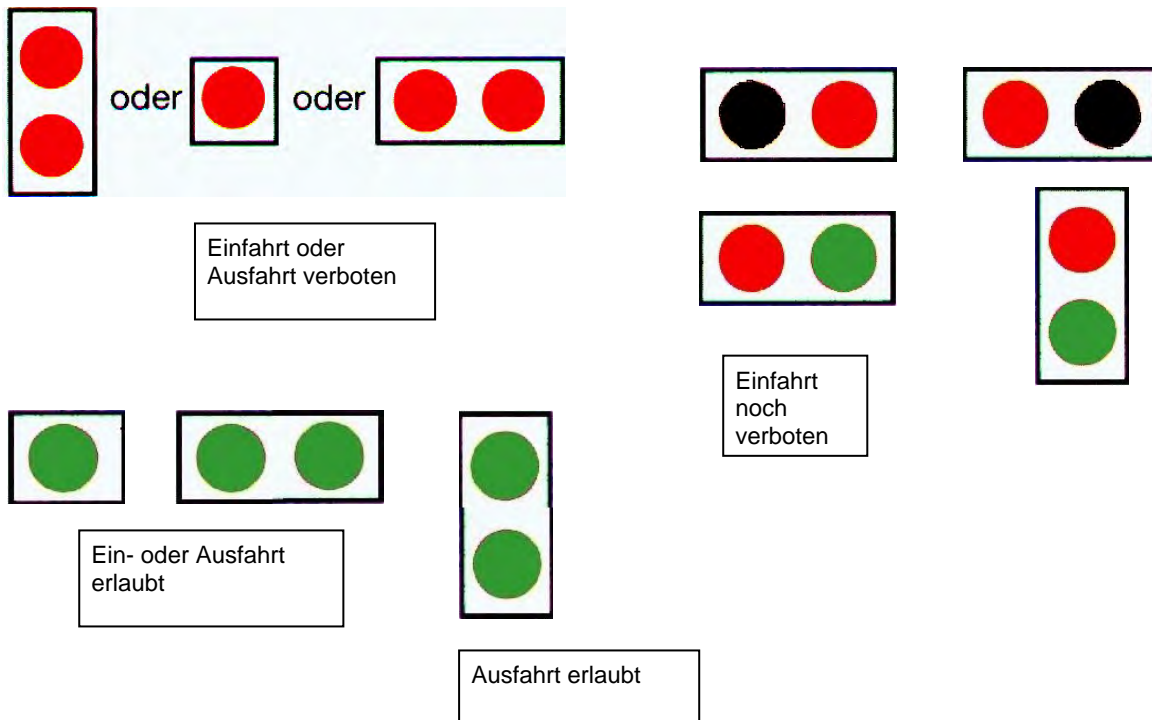 oder oder
Einfahrt oder
Ausfahrt verboten
Einfahrt
noch
verboten
Ein- oder Ausfahrt
erlaubt
Ausfahrt erlaubt